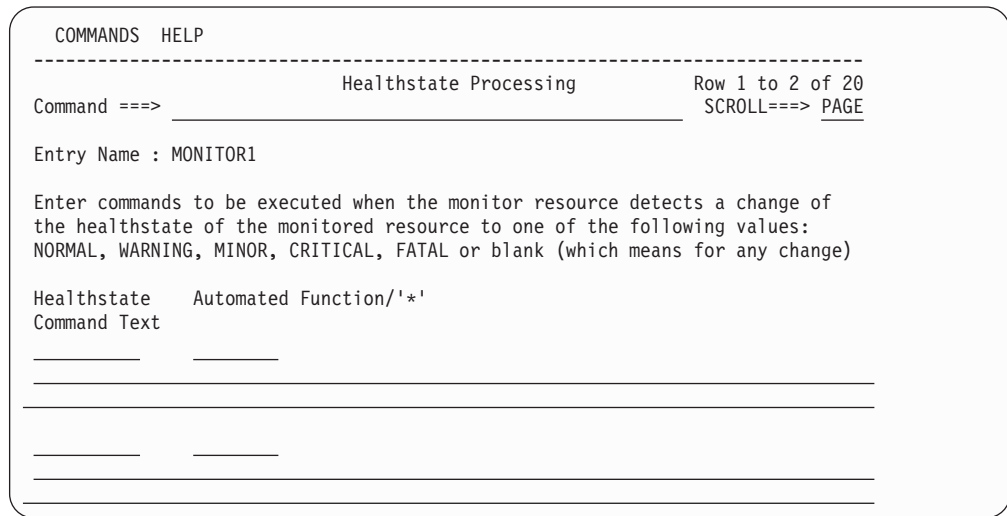 COMMANDS HELP
-------------------------------------------------------------------------------
Healthstate Processing Row 1 to 2 of 20
Command ===> SCROLL===> PAGE
Entry Name : MONITOR1
Enter commands to be executed when the monitor resource detects a change of
the healthstate of the monitored resource to one of the following values:
NORMAL, WARNING, MINOR, CRITICAL, FATAL or blank (which means for any change)
Healthstate Automated Function/'*'
Command Text